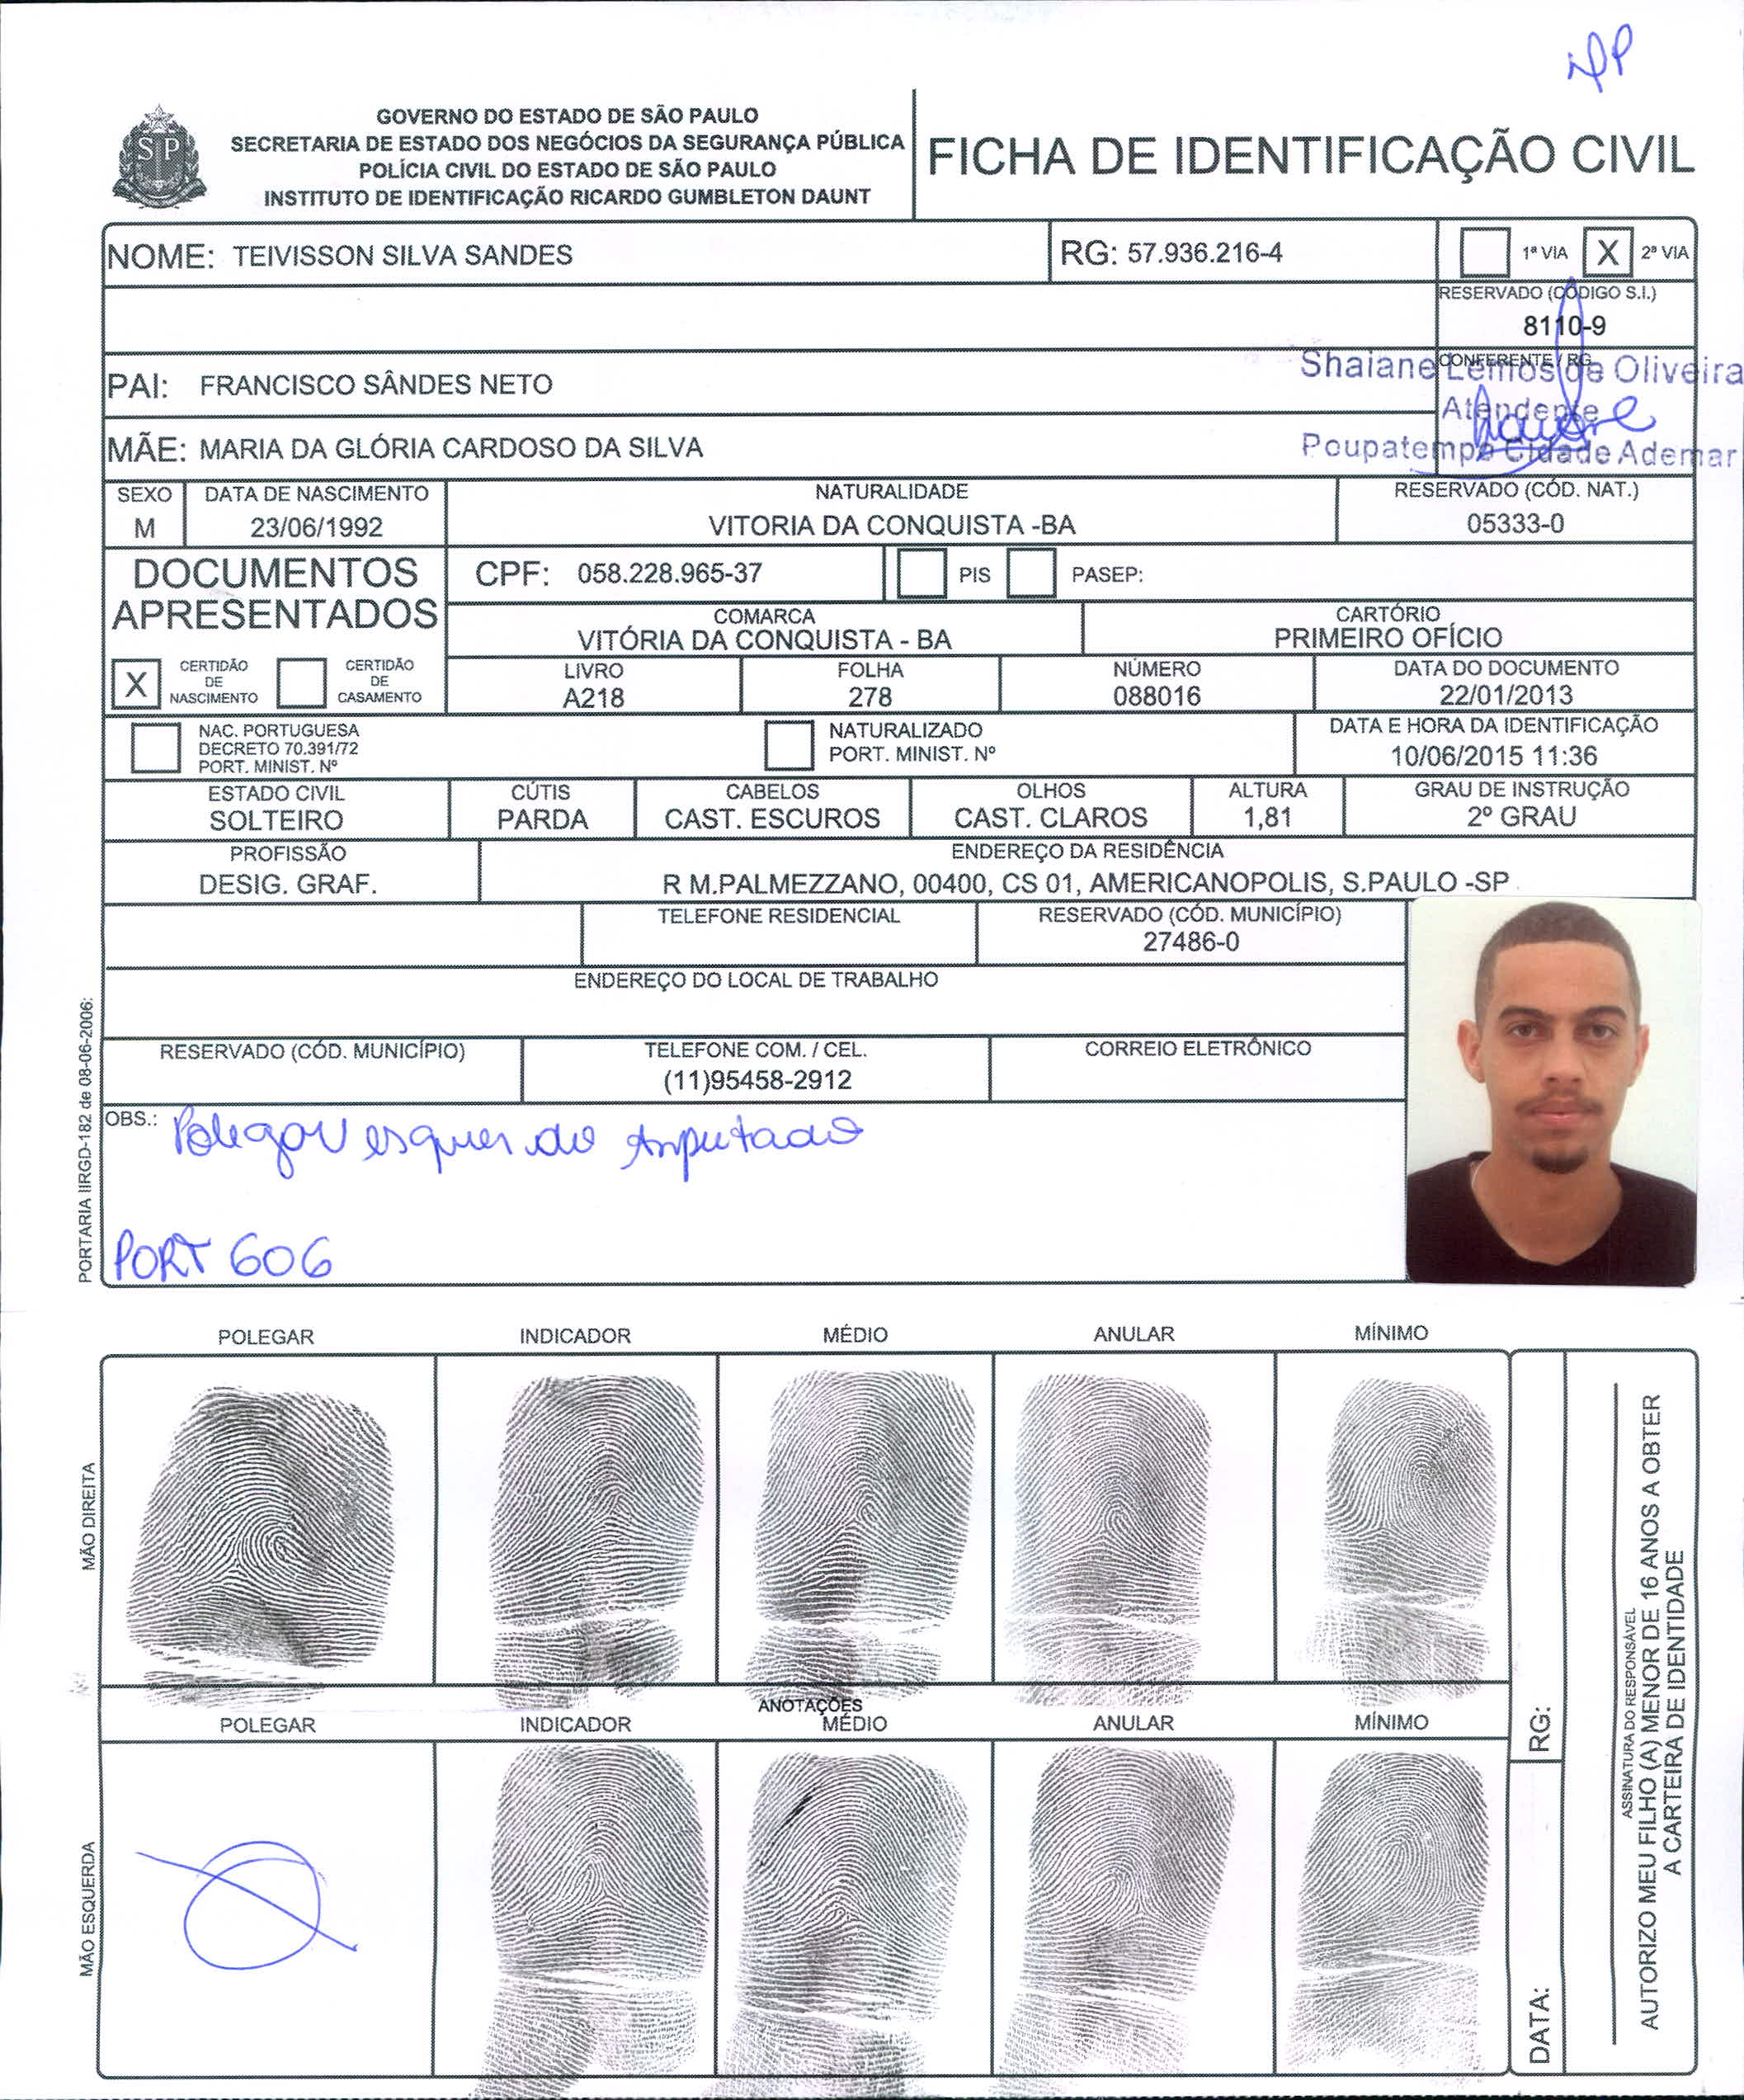 GOVERNO DO ESTADO DE SÃO PAULO
SECRETARIA DE ESTADO DOS NEGÓCIOS DA SEGURANÇA PÚBLICA
POLÍCIA CIVIL DO ESTADO DE SÃO PAULO
INSTITUTO DE IDENTIFICAÇÃO RICARDO GUMBLETON DAUNT
SP
FICHA DE IDENTIFICAÇÃO CIVIL
NOME: TEIVISSON SILVA SANDES
RG: 57.936.216-4
1ª VIA X 2ª VIA
RESERVADO (CÓDIGO S.I.)
8110-9
PAI: FRANCISCO SÂNDES NETO
CONFERENTE / RG
Shaiane Lemos de Oliveira
Atendente
Poupatempo Cidade Ademar
MÃE: MARIA DA GLÓRIA CARDOSO DA SILVA
SEXO
M
DATA DE NASCIMENTO
23/06/1992
NATURALIDADE
VITORIA DA CONQUISTA -BA
RESERVADO (CÓD. NAT.)
05333-0
DOCUMENTOS
APRESENTADOS
CPF: 058.228.965-37
PIS
PASEP:
COMARCA
VITÓRIA DA CONQUISTA - BA
CARTÓRIO
PRIMEIRO OFÍCIO
X CERTIDÃO
DE
NASCIMENTO
CERTIDÃO
DE
CASAMENTO
LIVRO
A218
FOLHA
278
NÚMERO
088016
DATA DO DOCUMENTO
22/01/2013
NAC. PORTUGUESA
DECRETO 70.391/72
PORT. MINIST. Nº
NATURALIZADO
PORT. MINIST. Nº
DATA E HORA DA IDENTIFICAÇÃO
10/06/2015 11:36
ESTADO CIVIL
SOLTEIRO
CÚTIS
PARDA
CABELOS
CAST. ESCUROS
OLHOS
CAST. CLAROS
ALTURA
1,81
GRAU DE INSTRUÇÃO
2º GRAU
PROFISSÃO
DESIG. GRAF.
ENDEREÇO DA RESIDÊNCIA
R M.PALMEZZANO, 00400, CS 01, AMERICANOPOLIS, S.PAULO -SP
TELEFONE RESIDENCIAL
RESERVADO (CÓD. MUNICÍPIO)
27486-0
ENDEREÇO DO LOCAL DE TRABALHO
RESERVADO (CÓD. MUNICÍPIO)
TELEFONE COM. / CEL.
(11)95458-2912
CORREIO ELETRÔNICO
OBS.: Polegar esquerdo Amputado
PORT 606
PORTARIA IIRGD-182 de 08-06-2006:
POLEGAR INDICADOR MÉDIO ANULAR MÍNIMO
MÃO DIREITA
ANOTAÇÕES
POLEGAR INDICADOR MÉDIO ANULAR MÍNIMO
MÃO ESQUERDA
RG:
DATA:
ASSINATURA DO RESPONSÁVEL
AUTORIZO MEU FILHO (A) MENOR DE 16 ANOS A OBTER
A CARTEIRA DE IDENTIDADE